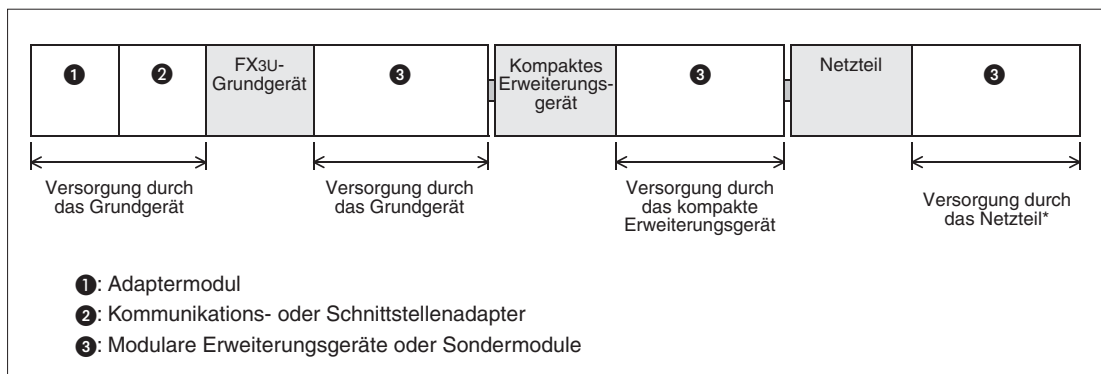 ❶
❷
FX3U-
Grundgerät
❸
Kompaktes
Erweiterungs-
gerät
❸
Netzteil
❸
Versorgung durch
das Grundgerät
Versorgung durch
das Grundgerät
Versorgung durch
das kompakte
Erweiterungsgerät
Versorgung durch
das Netzteil*
❶: Adaptermodul
❷: Kommunikations- oder Schnittstellenadapter
❸: Modulare Erweiterungsgeräte oder Sondermodule